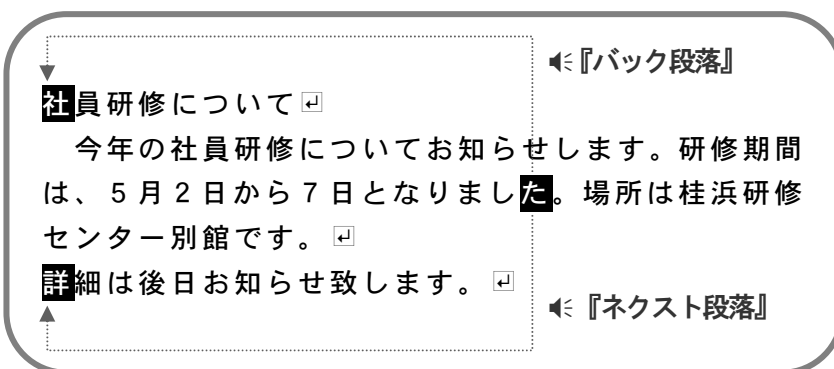 『バック段落』
社員研修について↵
　今年の社員研修についてお知らせします。研修期間
は、５月２日から７日となりました。場所は桂浜研修
センター別館です。↵
詳細は後日お知らせ致します。↵
『ネクスト段落』